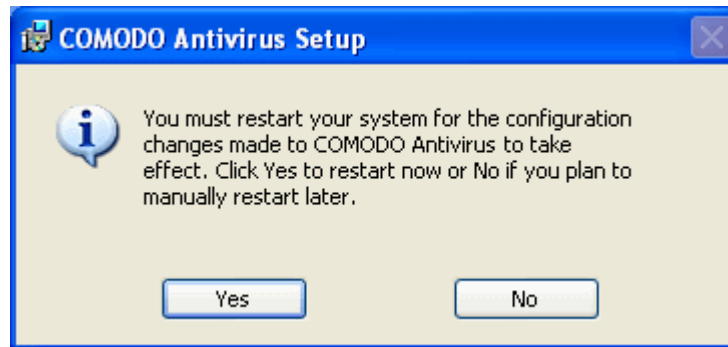 COMODO Antivirus Setup
You must restart your system for the configuration
changes made to COMODO Antivirus to take
effect. Click Yes to restart now or No if you plan to
manually restart later.
Yes
No